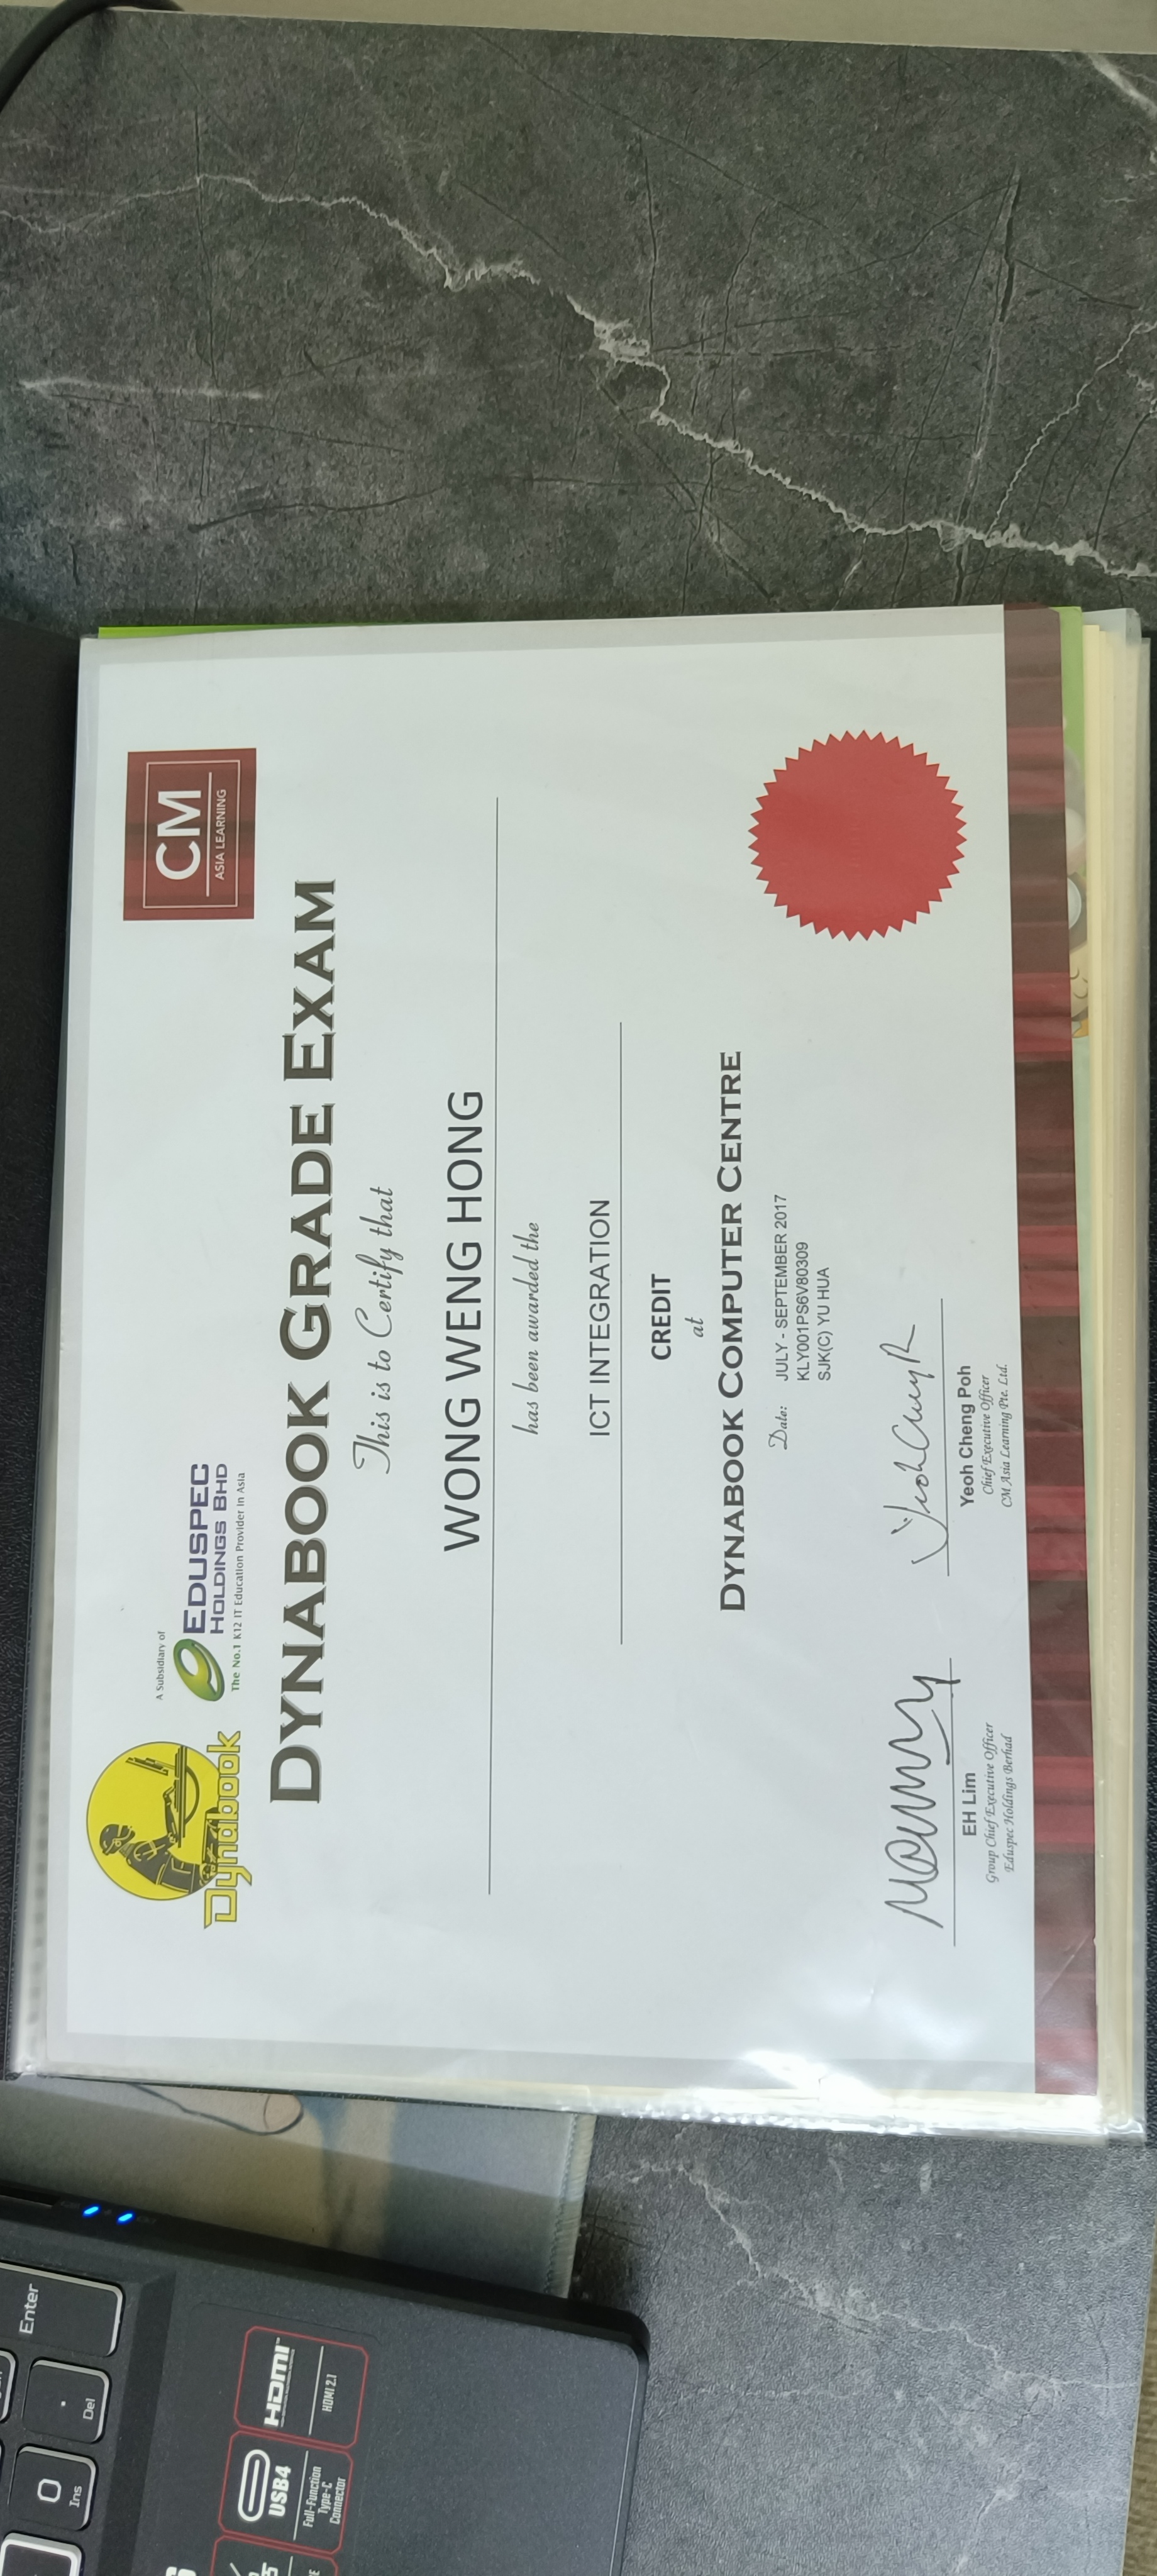 Dynabook
A Subsidiary of
EDUSPEC
HOLDINGS BHD
The No.1 K12 IT Education Provider in Asia
CM
ASIA LEARNING
DYNABOOK GRADE EXAM
This is to Certify that
WONG WENG HONG
has been awarded the
ICT INTEGRATION
CREDIT
at
DYNABOOK COMPUTER CENTRE
Date: JULY - SEPTEMBER 2017
KLY001PS6V80309
SJK(C) YU HUA
EH Lim
Group Chief Executive Officer
Eduspec Holdings Berhad
Yeoh Cheng Poh
Chief Executive Officer
CM Asia Learning Pte. Ltd.
Enter
.
Del
0
Ins
HDMI
HDMI 2.1
USB4
Full-Function
Type-C
Connector